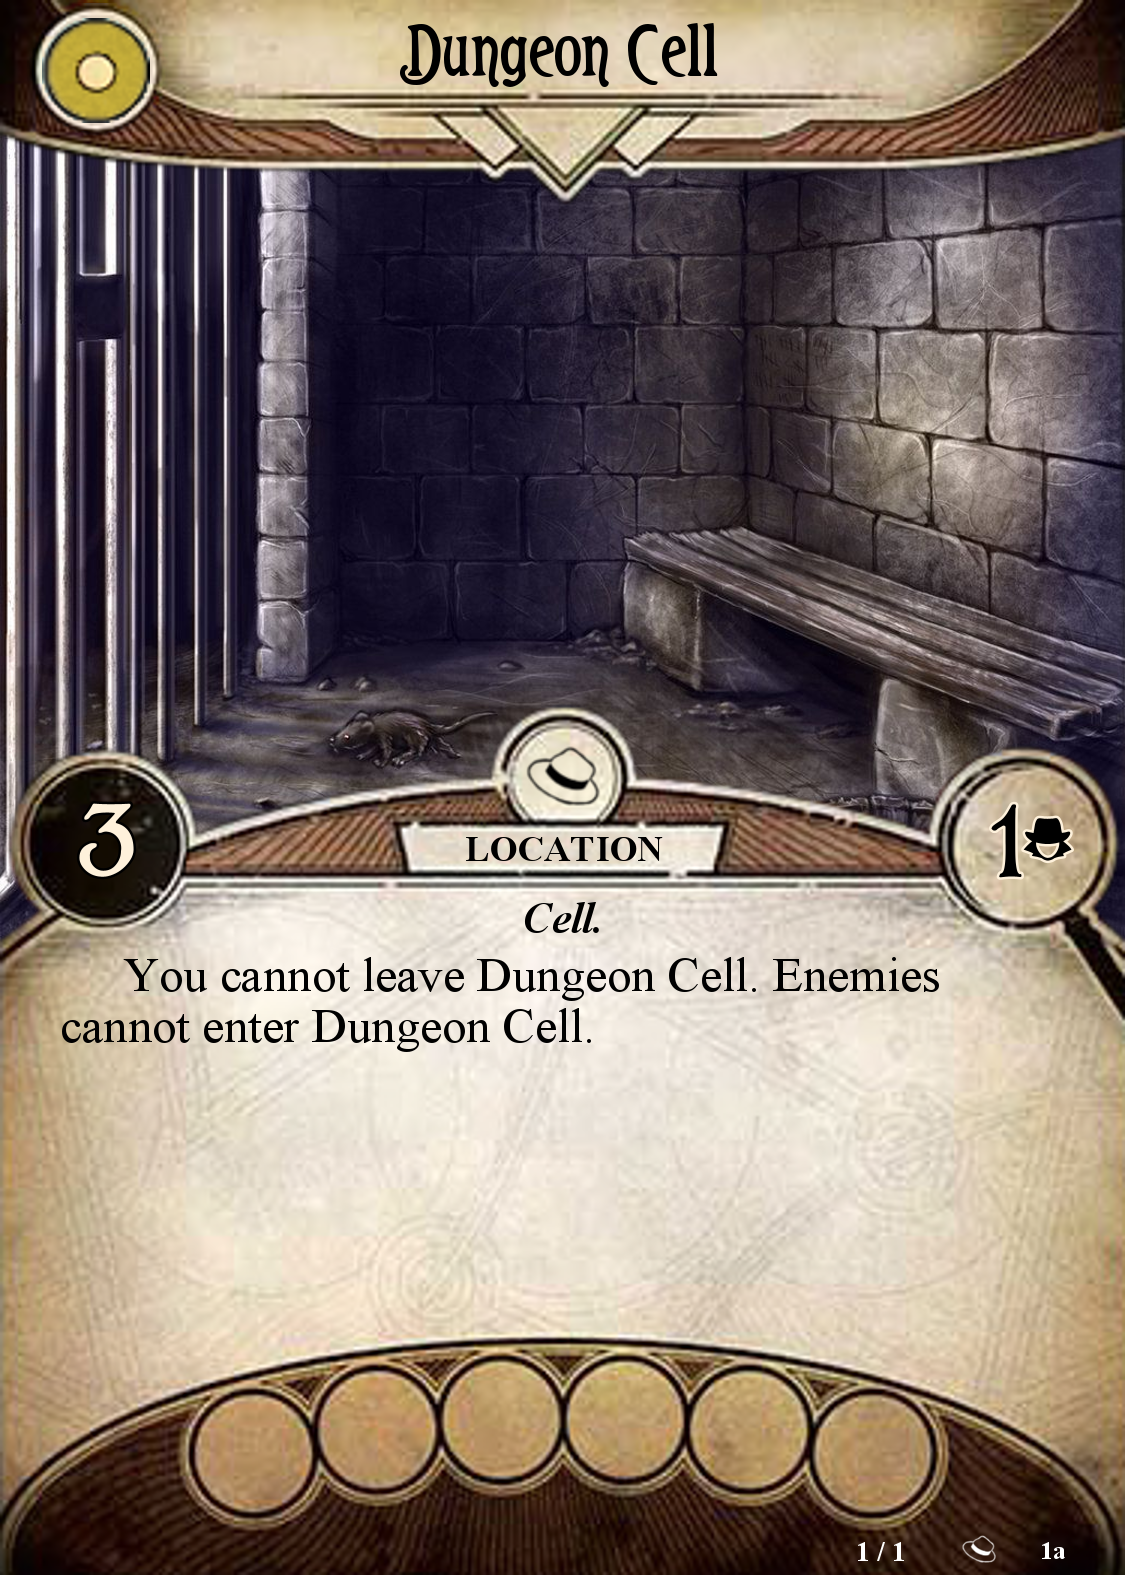 Dungeon Cell
3
LOCATION
1
Cell.
You cannot leave Dungeon Cell. Enemies
cannot enter Dungeon Cell.
1 / 1
1a